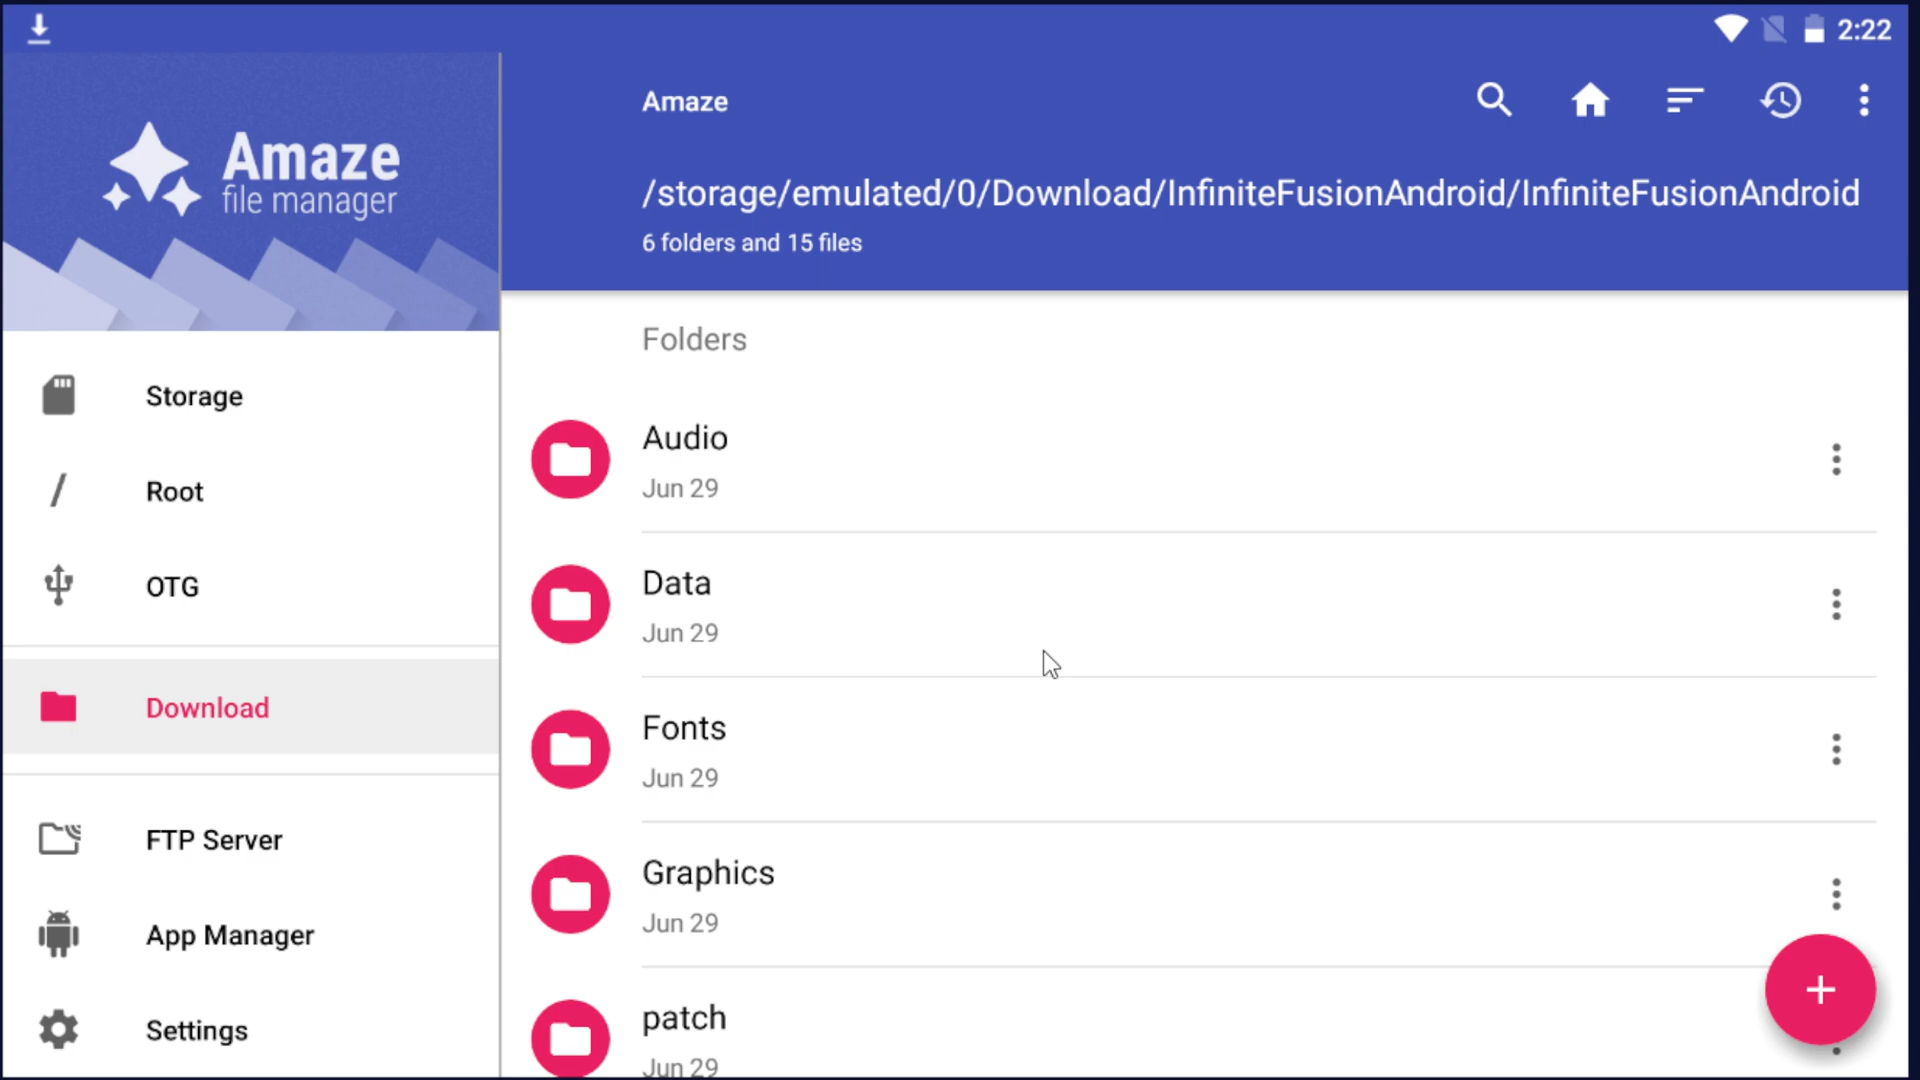 2:22
Amaze
file manager
Storage
Root
OTG
Download
FTP Server
App Manager
Settings
Amaze
/storage/emulated/0/Download/InfiniteFusionAndroid/InfiniteFusionAndroid
6 folders and 15 files
Folders
Audio
Jun 29
Data
Jun 29
Fonts
Jun 29
Graphics
Jun 29
patch
Jun 29